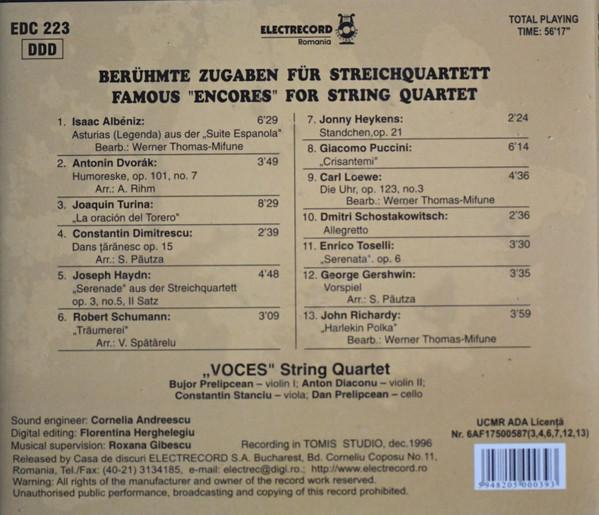 EDC 223
DDD
ELECTRECORD
Romania
TOTAL PLAYING
TIME: 56'17"
BERÜHMTE ZUGABEN FÜR STREICHQUARTETT
FAMOUS "ENCORES" FOR STRING QUARTET
1. Isaac Albéniz: 6'29
Asturias (Legenda) aus der „Suite Espanola"
Bearb.: Werner Thomas-Mifune
2. Antonin Dvorák: 3'49
Humoreske, op. 101, no. 7
Arr.: A. Rihm
3. Joaquin Turina: 8'29
„La oración del Torero"
4. Constantin Dimitrescu: 2'39
Dans țărănesc op. 15
Arr.: S. Păutza
5. Joseph Haydn: 4'48
„Serenade" aus der Streichquartett
op. 3, no.5, II Satz
6. Robert Schumann: 3'09
„Träumerei"
Arr.: V. Spătărelu
7. Jonny Heykens: 2'24
Standchen,op. 21
8. Giacomo Puccini: 6'14
„Crisantemi"
9. Carl Loewe: 4'36
Die Uhr, op. 123, no.3
Bearb.: Werner Thomas-Mifune
10. Dmitri Schostakowitsch: 2'36
Allegretto
11. Enrico Toselli: 3'30
„Serenata". op. 6
12. George Gershwin: 3'35
Vorspiel
Arr.: S. Păutza
13. John Richardy: 3'59
„Harlekin Polka"
Bearb.: Werner Thomas-Mifune
„VOCES" String Quartet
Bujor Prelipcean – violin I; Anton Diaconu – violin II;
Constantin Stanciu – viola; Dan Prelipcean – cello
Sound engineer: Cornelia Andreescu
Digital editing: Florentina Herghelegiu
Musical supervision: Roxana Gibescu
Recording in TOMIS STUDIO, dec.1996
UCMR ADA Licență
Nr. 6AF17500587(3,4,6,7,12,13)
Released by Casa de discuri ELECTRECORD S.A. Bucharest, Bd. Corneliu Coposu No.11,
Romania, Tel./Fax: (40-21) 3134185, e-mail: electrec@digi.ro.; http://www.electrecord.ro
Warning: All rights of the manufacturer and owner of the record work reserved.
Unauthorised public performance, broadcasting and copying of this record prohibited.
5948205000393